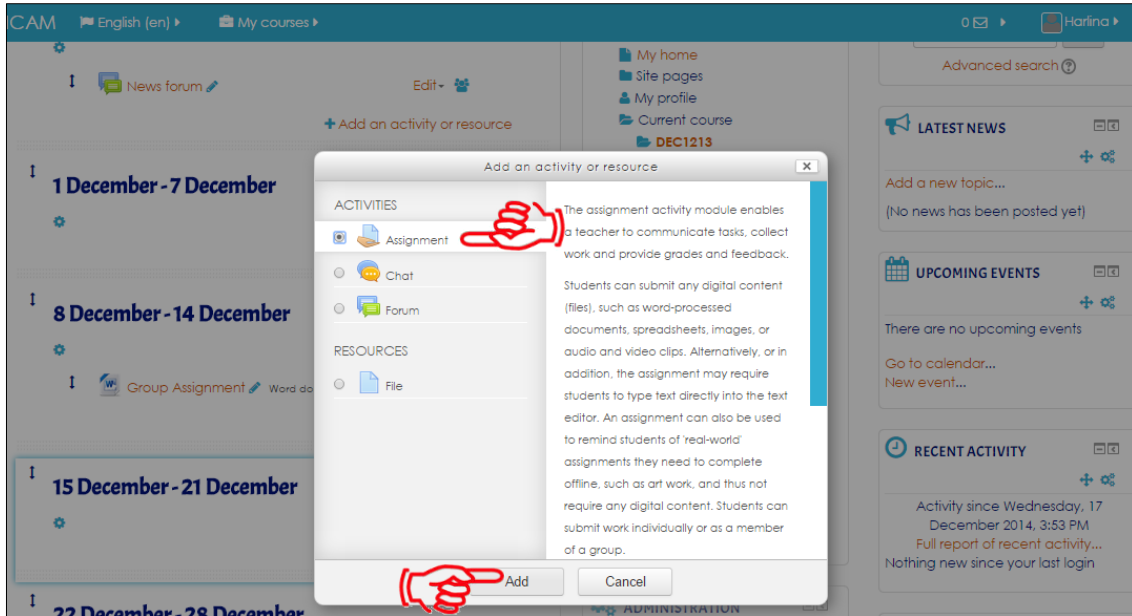 CAM English (en) My courses 0 Harlina
News forum Edit
Add an activity or resource
1 December - 7 December
8 December - 14 December
Group Assignment Word do
15 December - 21 December
22 December - 28 December
My home
Site pages
My profile
Current course
DEC1213
Add an activity or resource
ACTIVITIES
Assignment
Chat
Forum
RESOURCES
File
The assignment activity module enables
a teacher to communicate tasks, collect
work and provide grades and feedback.
Students can submit any digital content
(files), such as word-processed
documents, spreadsheets, images, or
audio and video clips. Alternatively, or in
addition, the assignment may require
students to type text directly into the text
editor. An assignment can also be used
to remind students of 'real-world'
assignments they need to complete
offline, such as art work, and thus not
require any digital content. Students can
submit work individually or as a member
of a group.
Add Cancel
ADMINISTRATION
Advanced search
LATEST NEWS
Add a new topic...
(No news has been posted yet)
UPCOMING EVENTS
There are no upcoming events
Go to calendar...
New event...
RECENT ACTIVITY
Activity since Wednesday, 17
December 2014, 3:53 PM
Full report of recent activity...
Nothing new since your last login